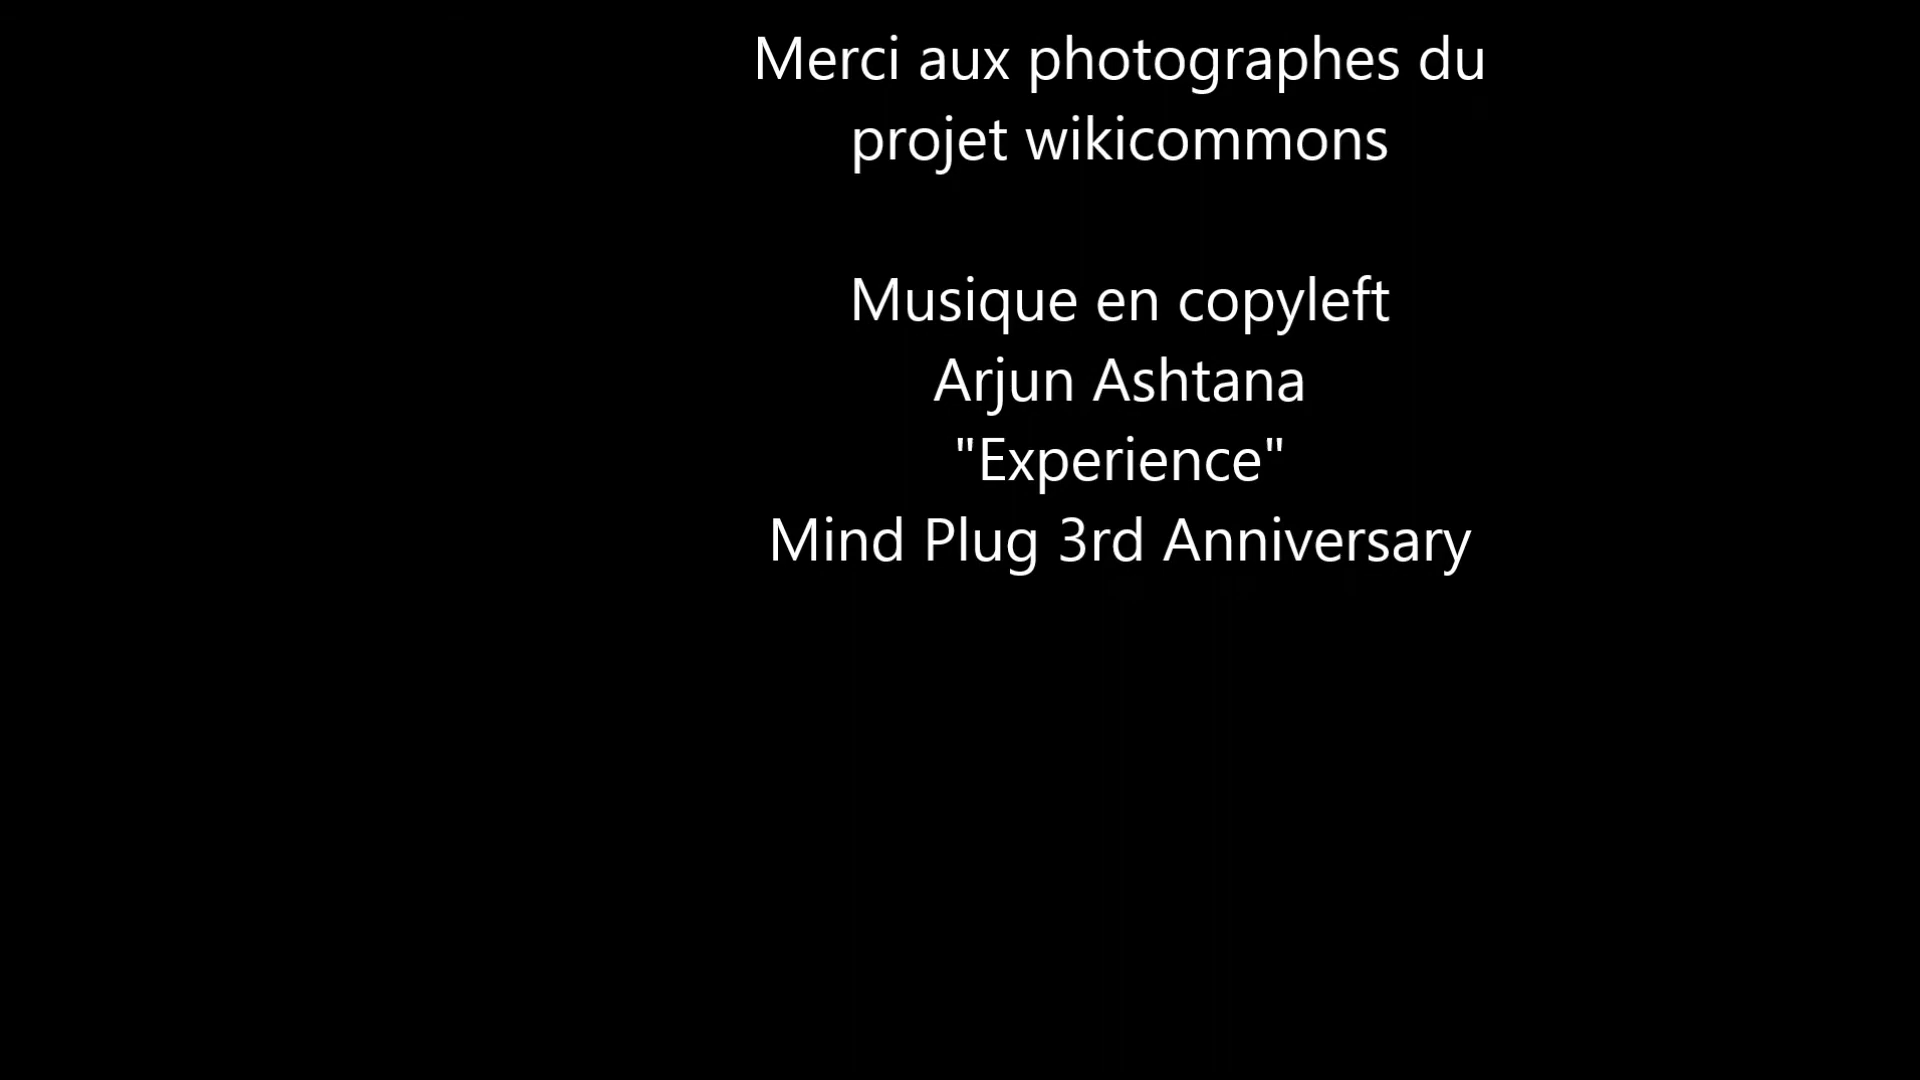 Merci aux photographes du
projet wikicommons
Musique en copyleft
Arjun Ashtana
"Experience"
Mind Plug 3rd Anniversary